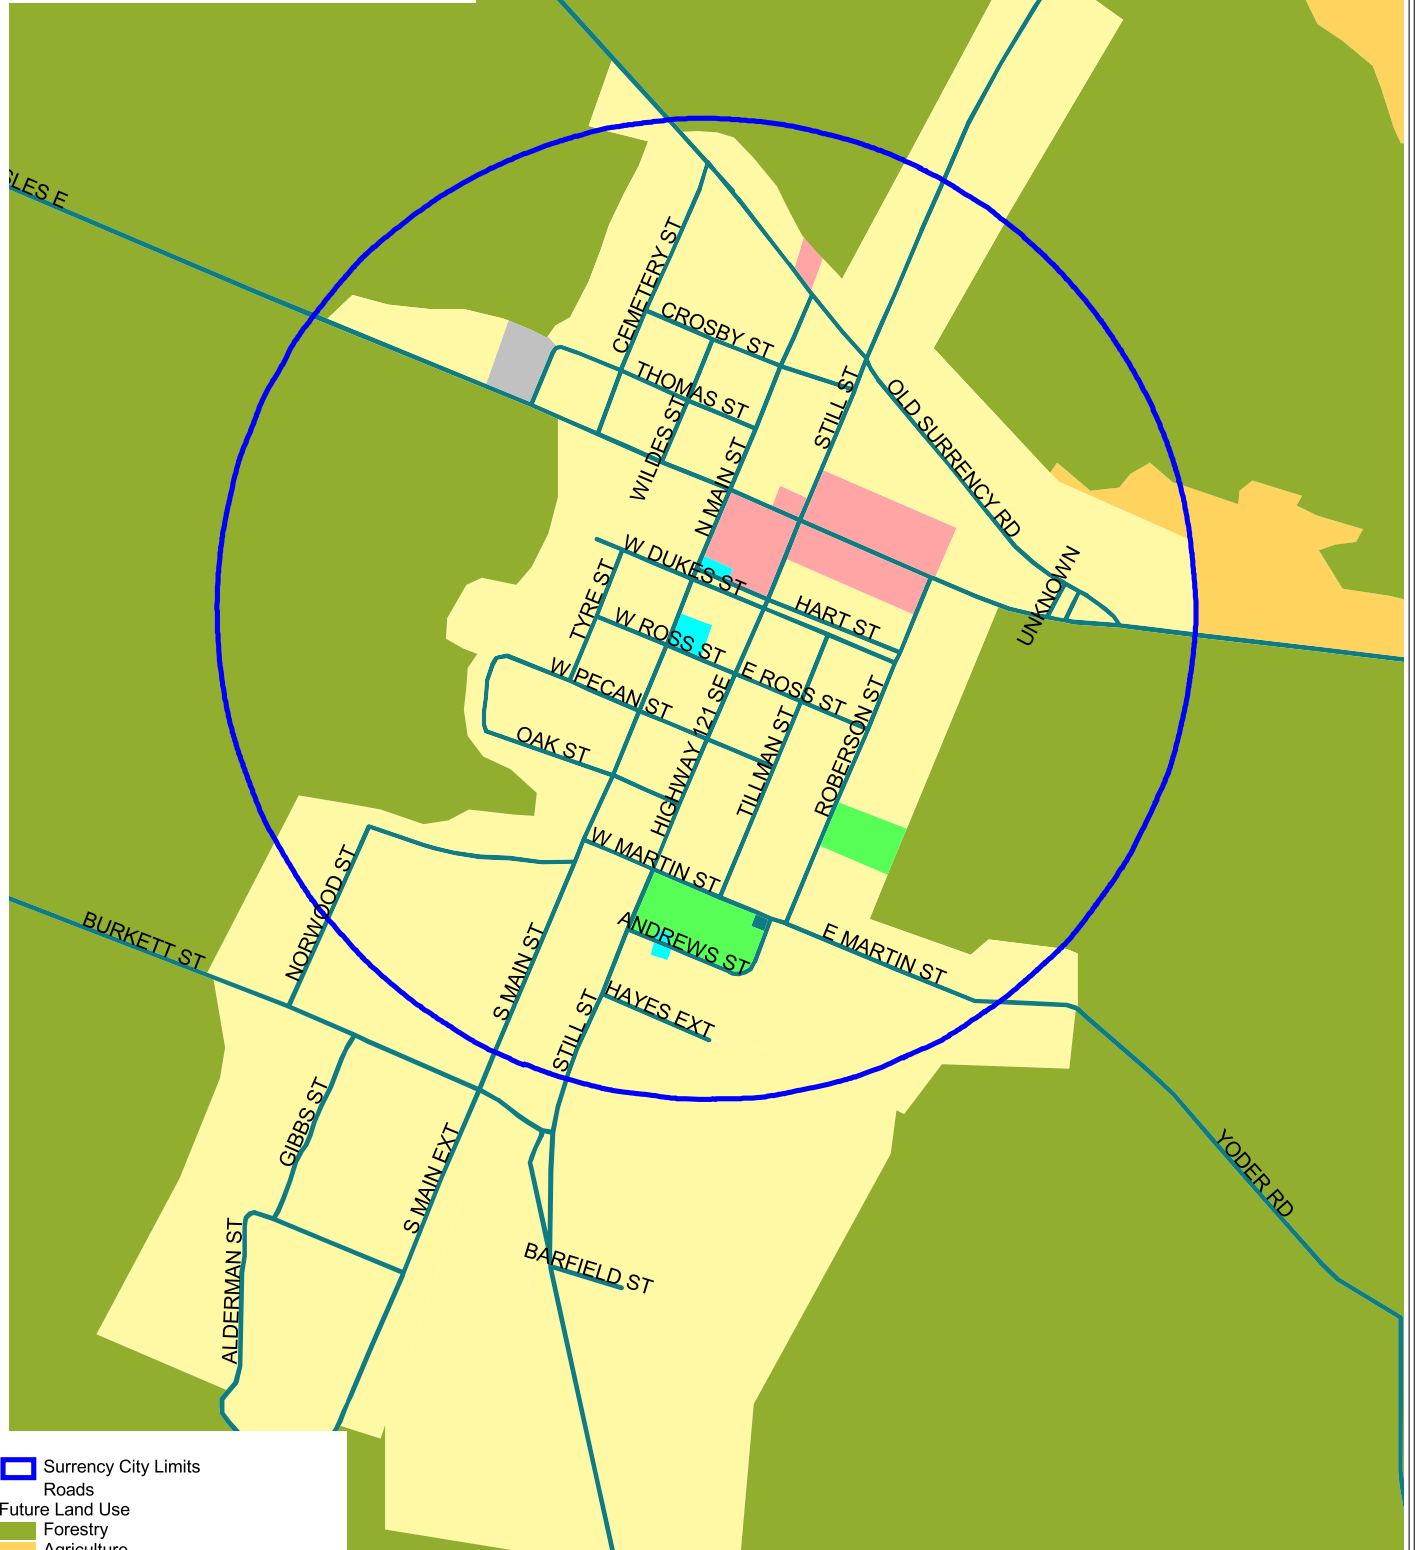 GLES E
CEMETERY ST
CROSBY ST
THOMAS ST
WILDES ST
N MAIN ST
STILL ST
OLD SURRENCY RD
UNKNOWN
W DUKES ST
HART ST
TYRE ST
W ROSS ST
E ROSS ST
W PECAN ST
HIGHWAY 121 SE
TILLMAN ST
ROBERSON ST
OAK ST
W MARTIN ST
NORWOOD ST
BURKETT ST
ANDREWS ST
E MARTIN ST
S MAIN ST
HAYES EXT
STILL ST
GIBBS ST
S MAIN EXT
YODER RD
ALDERMAN ST
BARFIELD ST
Surrency City Limits
Roads
Future Land Use
Forestry
Agriculture